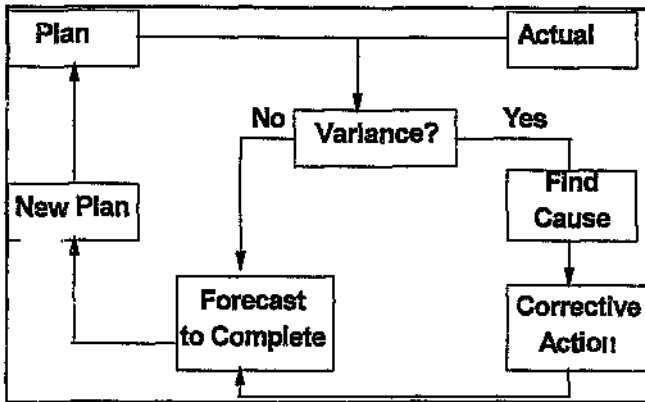 Plan
Actual
No
Variance?
Yes
New Plan
Find
Cause
Forecast
to Complete
Corrective
Action